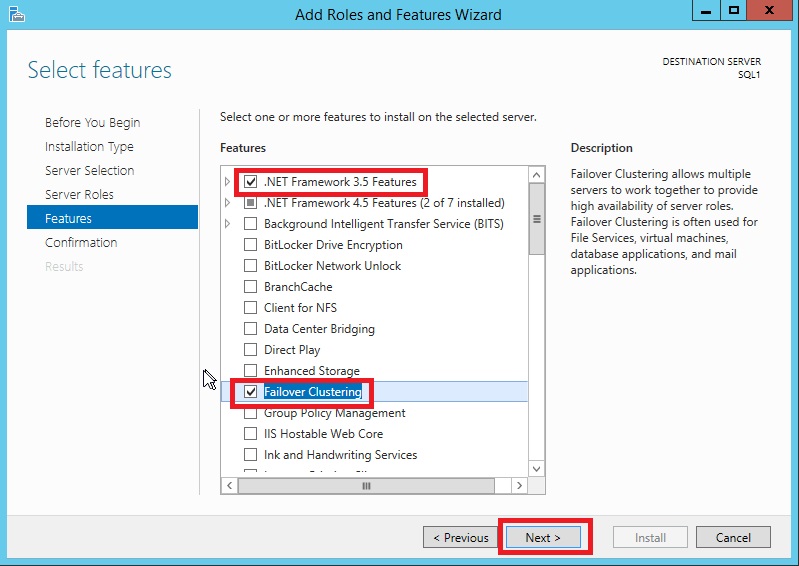 Add Roles and Features Wizard
Select features
DESTINATION SERVER
SQL1
Before You Begin
Installation Type
Server Selection
Server Roles
Features
Confirmation
Results
Select one or more features to install on the selected server.
Features
.NET Framework 3.5 Features
.NET Framework 4.5 Features (2 of 7 installed)
Background Intelligent Transfer Service (BITS)
BitLocker Drive Encryption
BitLocker Network Unlock
BranchCache
Client for NFS
Data Center Bridging
Direct Play
Enhanced Storage
Failover Clustering
Group Policy Management
IIS Hostable Web Core
Ink and Handwriting Services
Description
Failover Clustering allows multiple
servers to work together to provide
high availability of server roles.
Failover Clustering is often used for
File Services, virtual machines,
database applications, and mail
applications.
< Previous
Next >
Install
Cancel